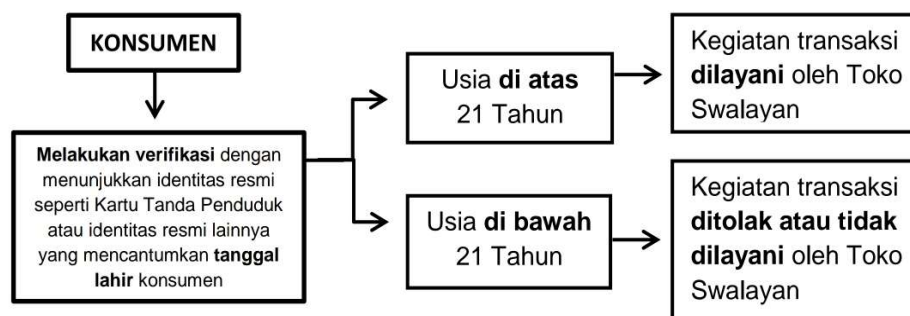 KONSUMEN
Melakukan verifikasi dengan
menunjukkan identitas resmi
seperti Kartu Tanda Penduduk
atau identitas resmi lainnya
yang mencantumkan tanggal
lahir konsumen
Usia di atas
21 Tahun
Kegiatan transaksi
dilayani oleh Toko
Swalayan
Usia di bawah
21 Tahun
Kegiatan transaksi
ditolak atau tidak
dilayani oleh Toko
Swalayan